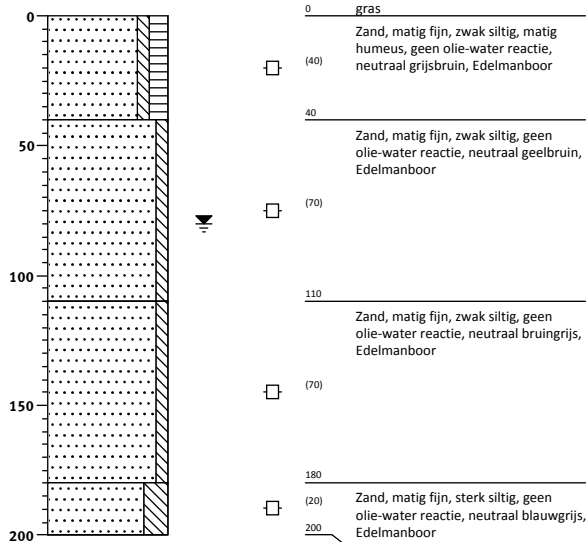 0
0
gras
Zand, matig fijn, zwak siltig, matig
humeus, geen olie-water reactie,
neutraal grijsbruin, Edelmanboor
(40)
40
50
Zand, matig fijn, zwak siltig, geen
olie-water reactie, neutraal geelbruin,
Edelmanboor
(70)
100
110
Zand, matig fijn, zwak siltig, geen
olie-water reactie, neutraal bruingrijs,
Edelmanboor
150
(70)
180
(20)
Zand, matig fijn, sterk siltig, geen
olie-water reactie, neutraal blauwgrijs,
Edelmanboor
200
200